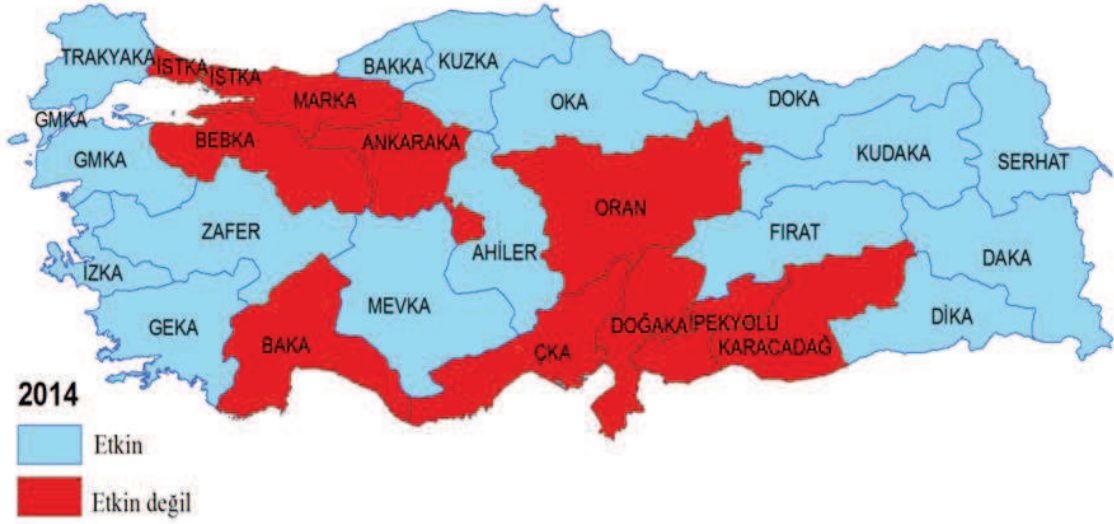 TRAKYAKA
İSTKA
İSTKA
BAKKA
KUZKA
MARKA
OKA
DOKA
GMKA
BEBKA
ANKARAKA
GMKA
KUDAKA
SERHAT
ORAN
ZAFER
FIRAT
AHİLER
DAKA
İZKA
MEVKA
GEKA
DİKA
DOĞAKA
İPEKYOLU
BAKA
ÇKA
KARACADAĞ
2014
Etkin
Etkin değil